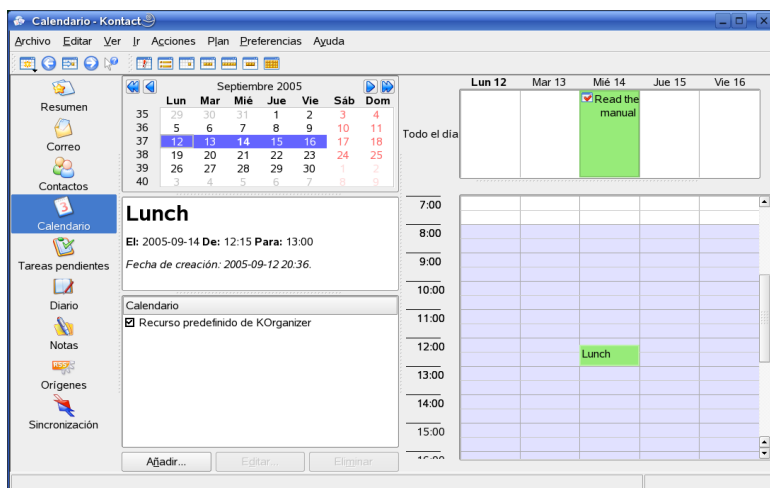 Calendario - Kontact
Archivo Editar Ver Ir Acciones Plan Preferencias Ayuda
Resumen
Correo
Contactos
Calendario
Tareas pendientes
Diario
Notas
Orígenes
Sincronización
Septiembre 2005
Lun Mar Mié Jue Vie Sáb Dom
35 29 30 31 1 2 3 4
36 5 6 7 8 9 10 11
37 12 13 14 15 16 17 18
38 19 20 21 22 23 24 25
39 26 27 28 29 30 1 2
40 3 4 5 6 7 8 9
Lunch
El: 2005-09-14 De: 12:15 Para: 13:00
Fecha de creación: 2005-09-12 20:36.
Calendario
Recurso predefinido de KOrganizer
Añadir... Editar... Eliminar
Lun 12 Mar 13 Mié 14 Jue 15 Vie 16
Todo el día
Read the
manual
7:00
8:00
9:00
10:00
11:00
12:00
Lunch
13:00
14:00
15:00